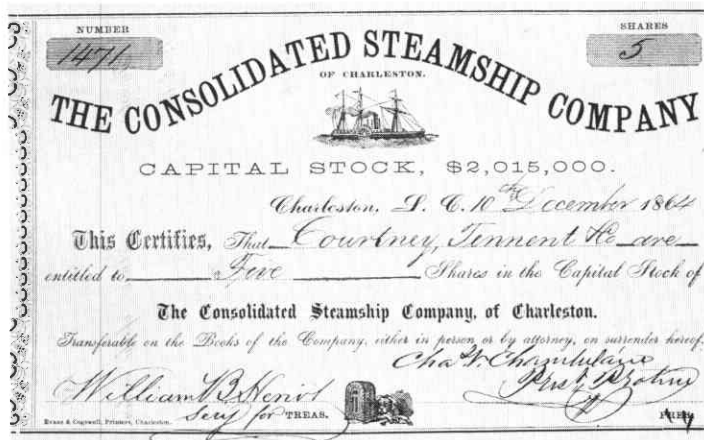 NUMBER
1471
SHARES
5
THE CONSOLIDATED STEAMSHIP COMPANY
OF CHARLESTON.
CAPITAL STOCK, $2,015,000.
Charleston, S. C. 10th December 1864
This Certifies, That Courtney, Tennent & Co are
entitled to Five Shares in the Capital Stock of
The Consolidated Steamship Company, of Charleston.
Transferable on the Books of the Company, either in person or by attorney, on surrender hereof.
Cha V. Chamberlain
William B Heriot
Prest Protem
Secy for TREAS.
Evans & Cogswell, Printers, Charleston.
PRES.